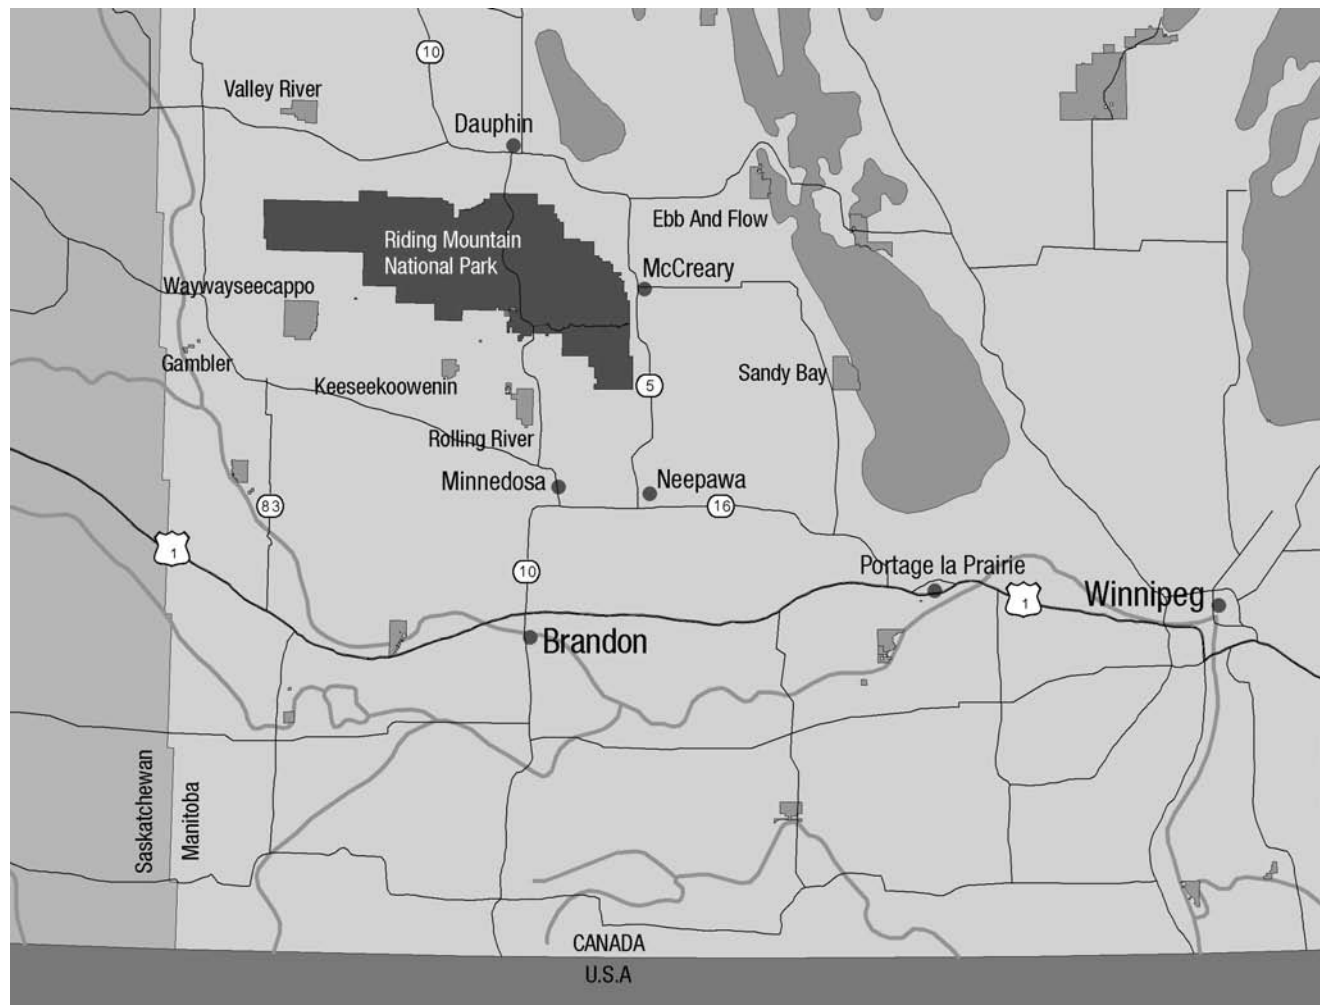 10
Valley River
Dauphin
Ebb And Flow
Riding Mountain
National Park
McCreary
Waywayseecappo
Gambler
Keeseekoowenin
5
Sandy Bay
Rolling River
Minnedosa
Neepawa
83
16
1
10
Portage la Prairie
1
Winnipeg
Brandon
Saskatchewan
Manitoba
CANADA
U.S.A